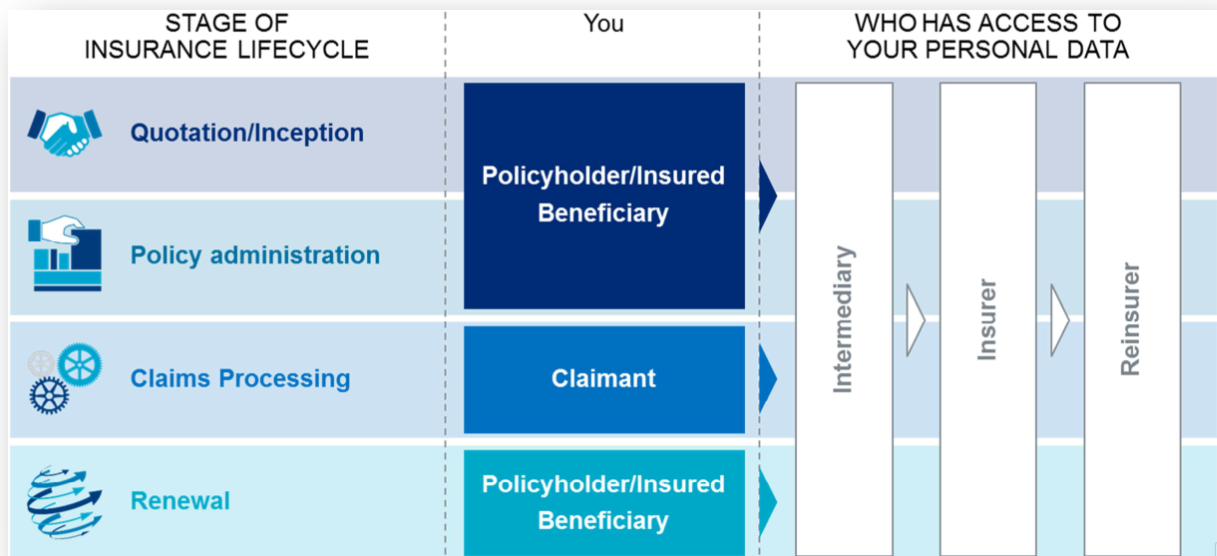 STAGE OF
INSURANCE LIFECYCLE
You
WHO HAS ACCESS TO
YOUR PERSONAL DATA
Quotation/Inception
Policyholder/Insured
Beneficiary
Policy administration
Claims Processing
Claimant
Renewal
Policyholder/Insured
Beneficiary
Intermediary
Insurer
Reinsurer